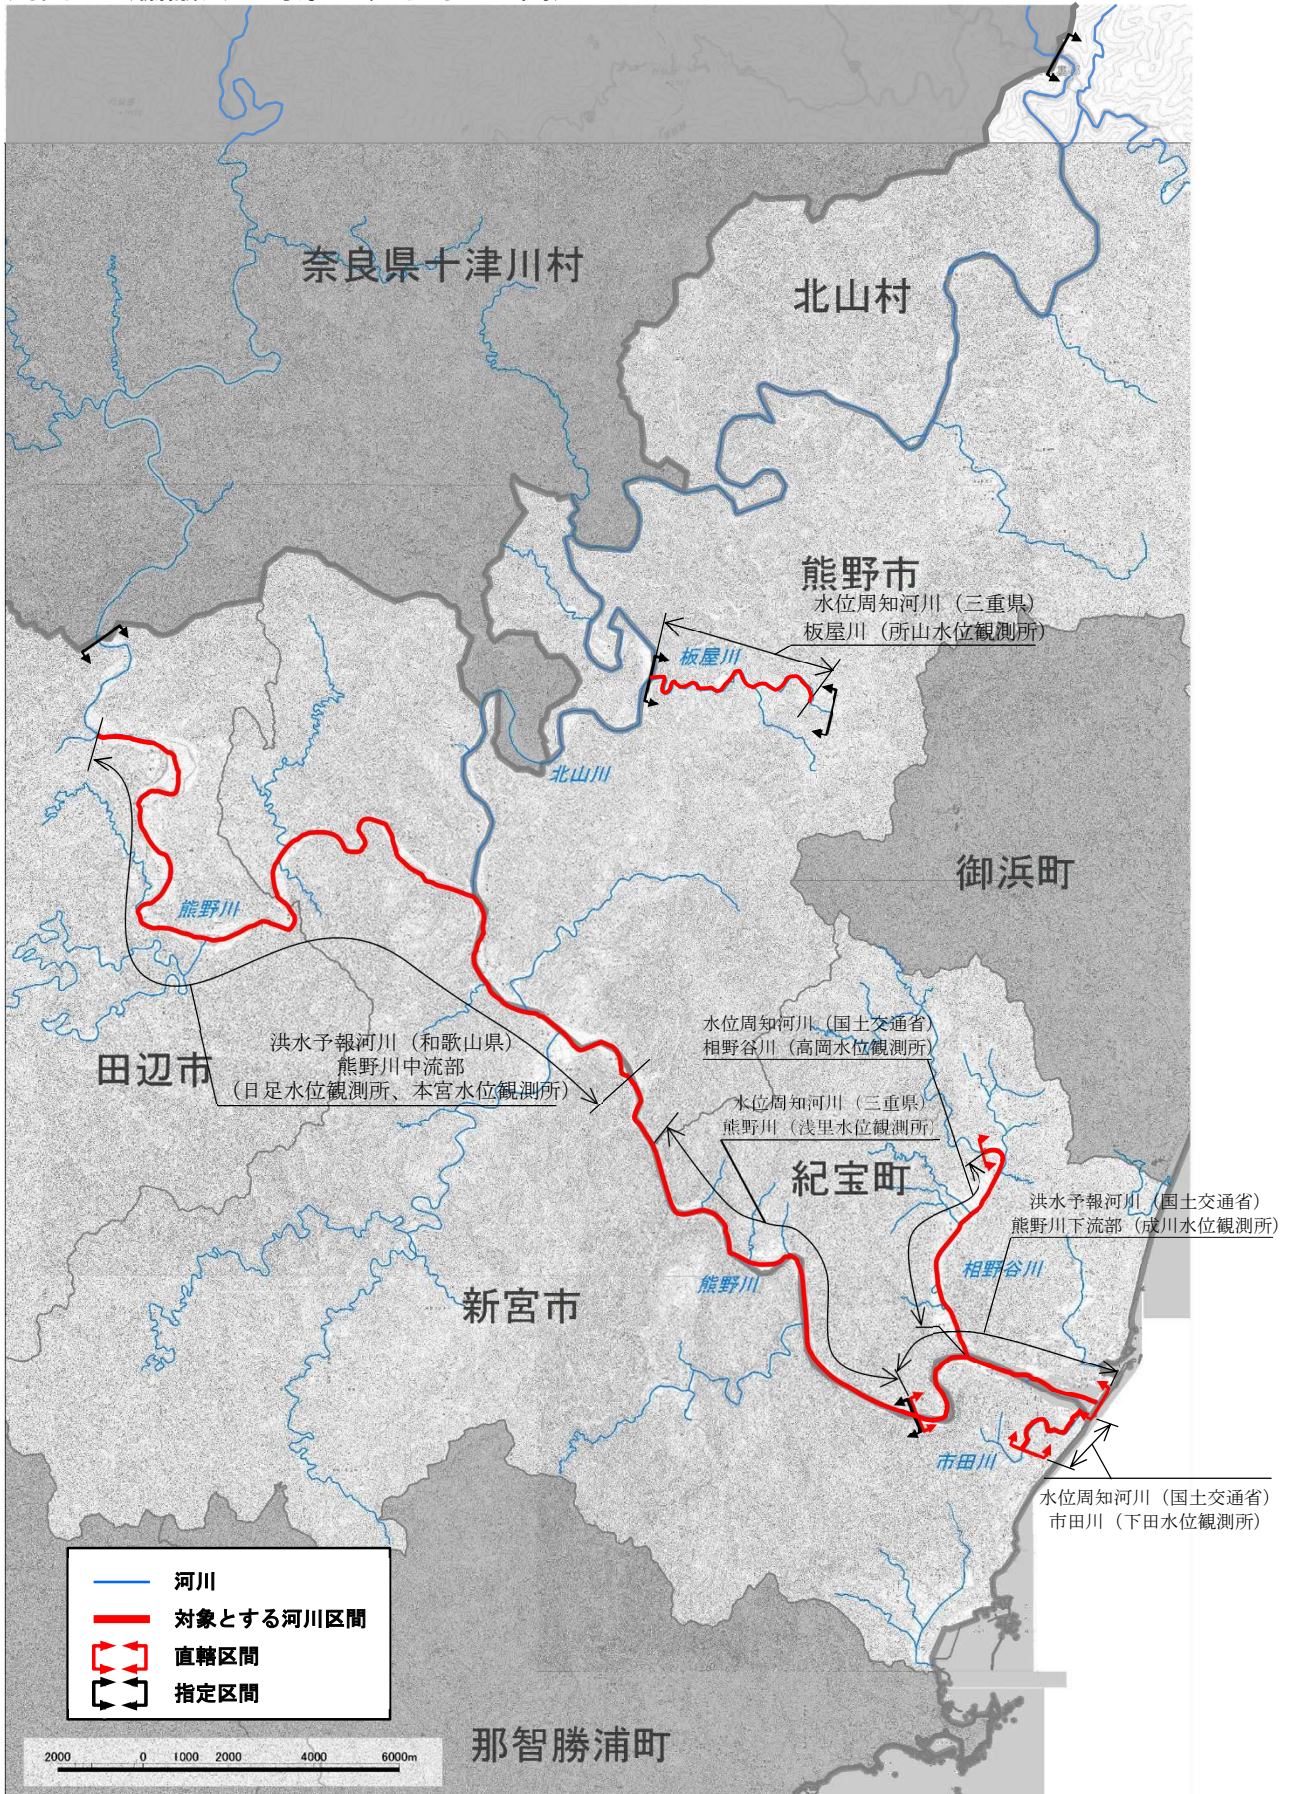 奈良県十津川村
北山村
熊野市
水位周知河川（三重県）
板屋川（所山水位観測所）
板屋川
北山川
御浜町
熊野川
田辺市
洪水予報河川（和歌山県）
熊野川中流部
（日足水位観測所、本宮水位観測所）
水位周知河川（国土交通省）
相野谷川（高岡水位観測所）
水位周知河川（三重県）
熊野川（浅里水位観測所）
紀宝町
洪水予報河川（国土交通省）
熊野川下流部（成川水位観測所）
相野谷川
熊野川
新宮市
市田川
水位周知河川（国土交通省）
市田川（下田水位観測所）
河川
対象とする河川区間
直轄区間
指定区間
那智勝浦町
2000 0 1000 2000 4000 6000m